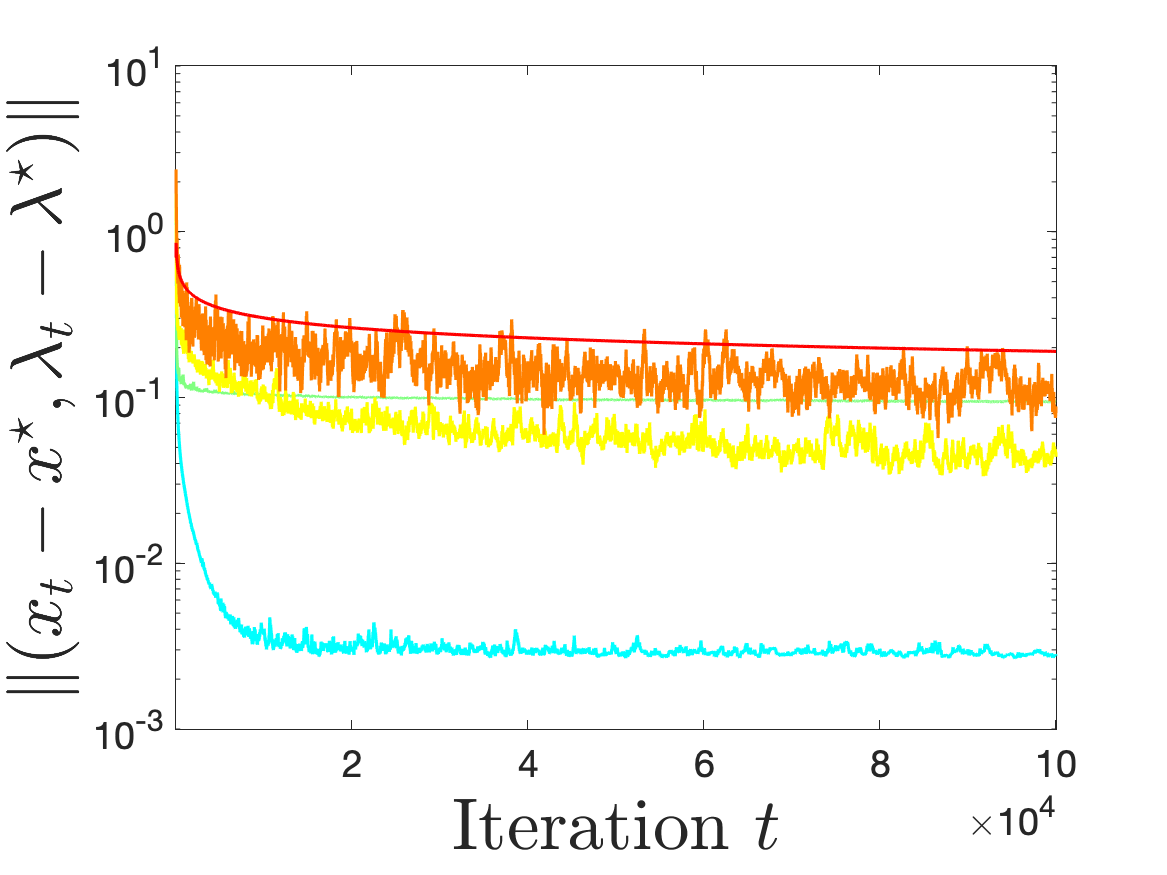 ‖(x_t − x^⋆, λ_t − λ^⋆)‖
10^1
10^0
10^-1
10^-2
10^-3
2 4 6 8 10
×10^4
Iteration t